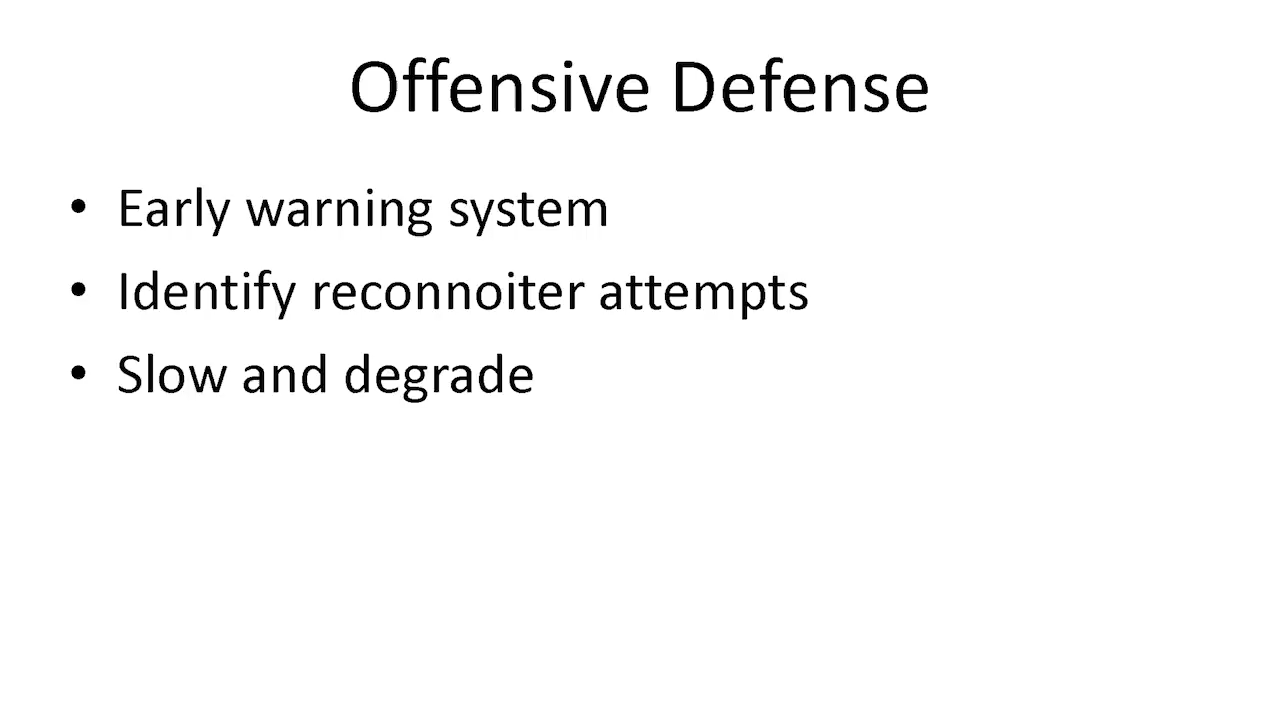 Offensive Defense
• Early warning system
• Identify reconnoiter attempts
• Slow and degrade